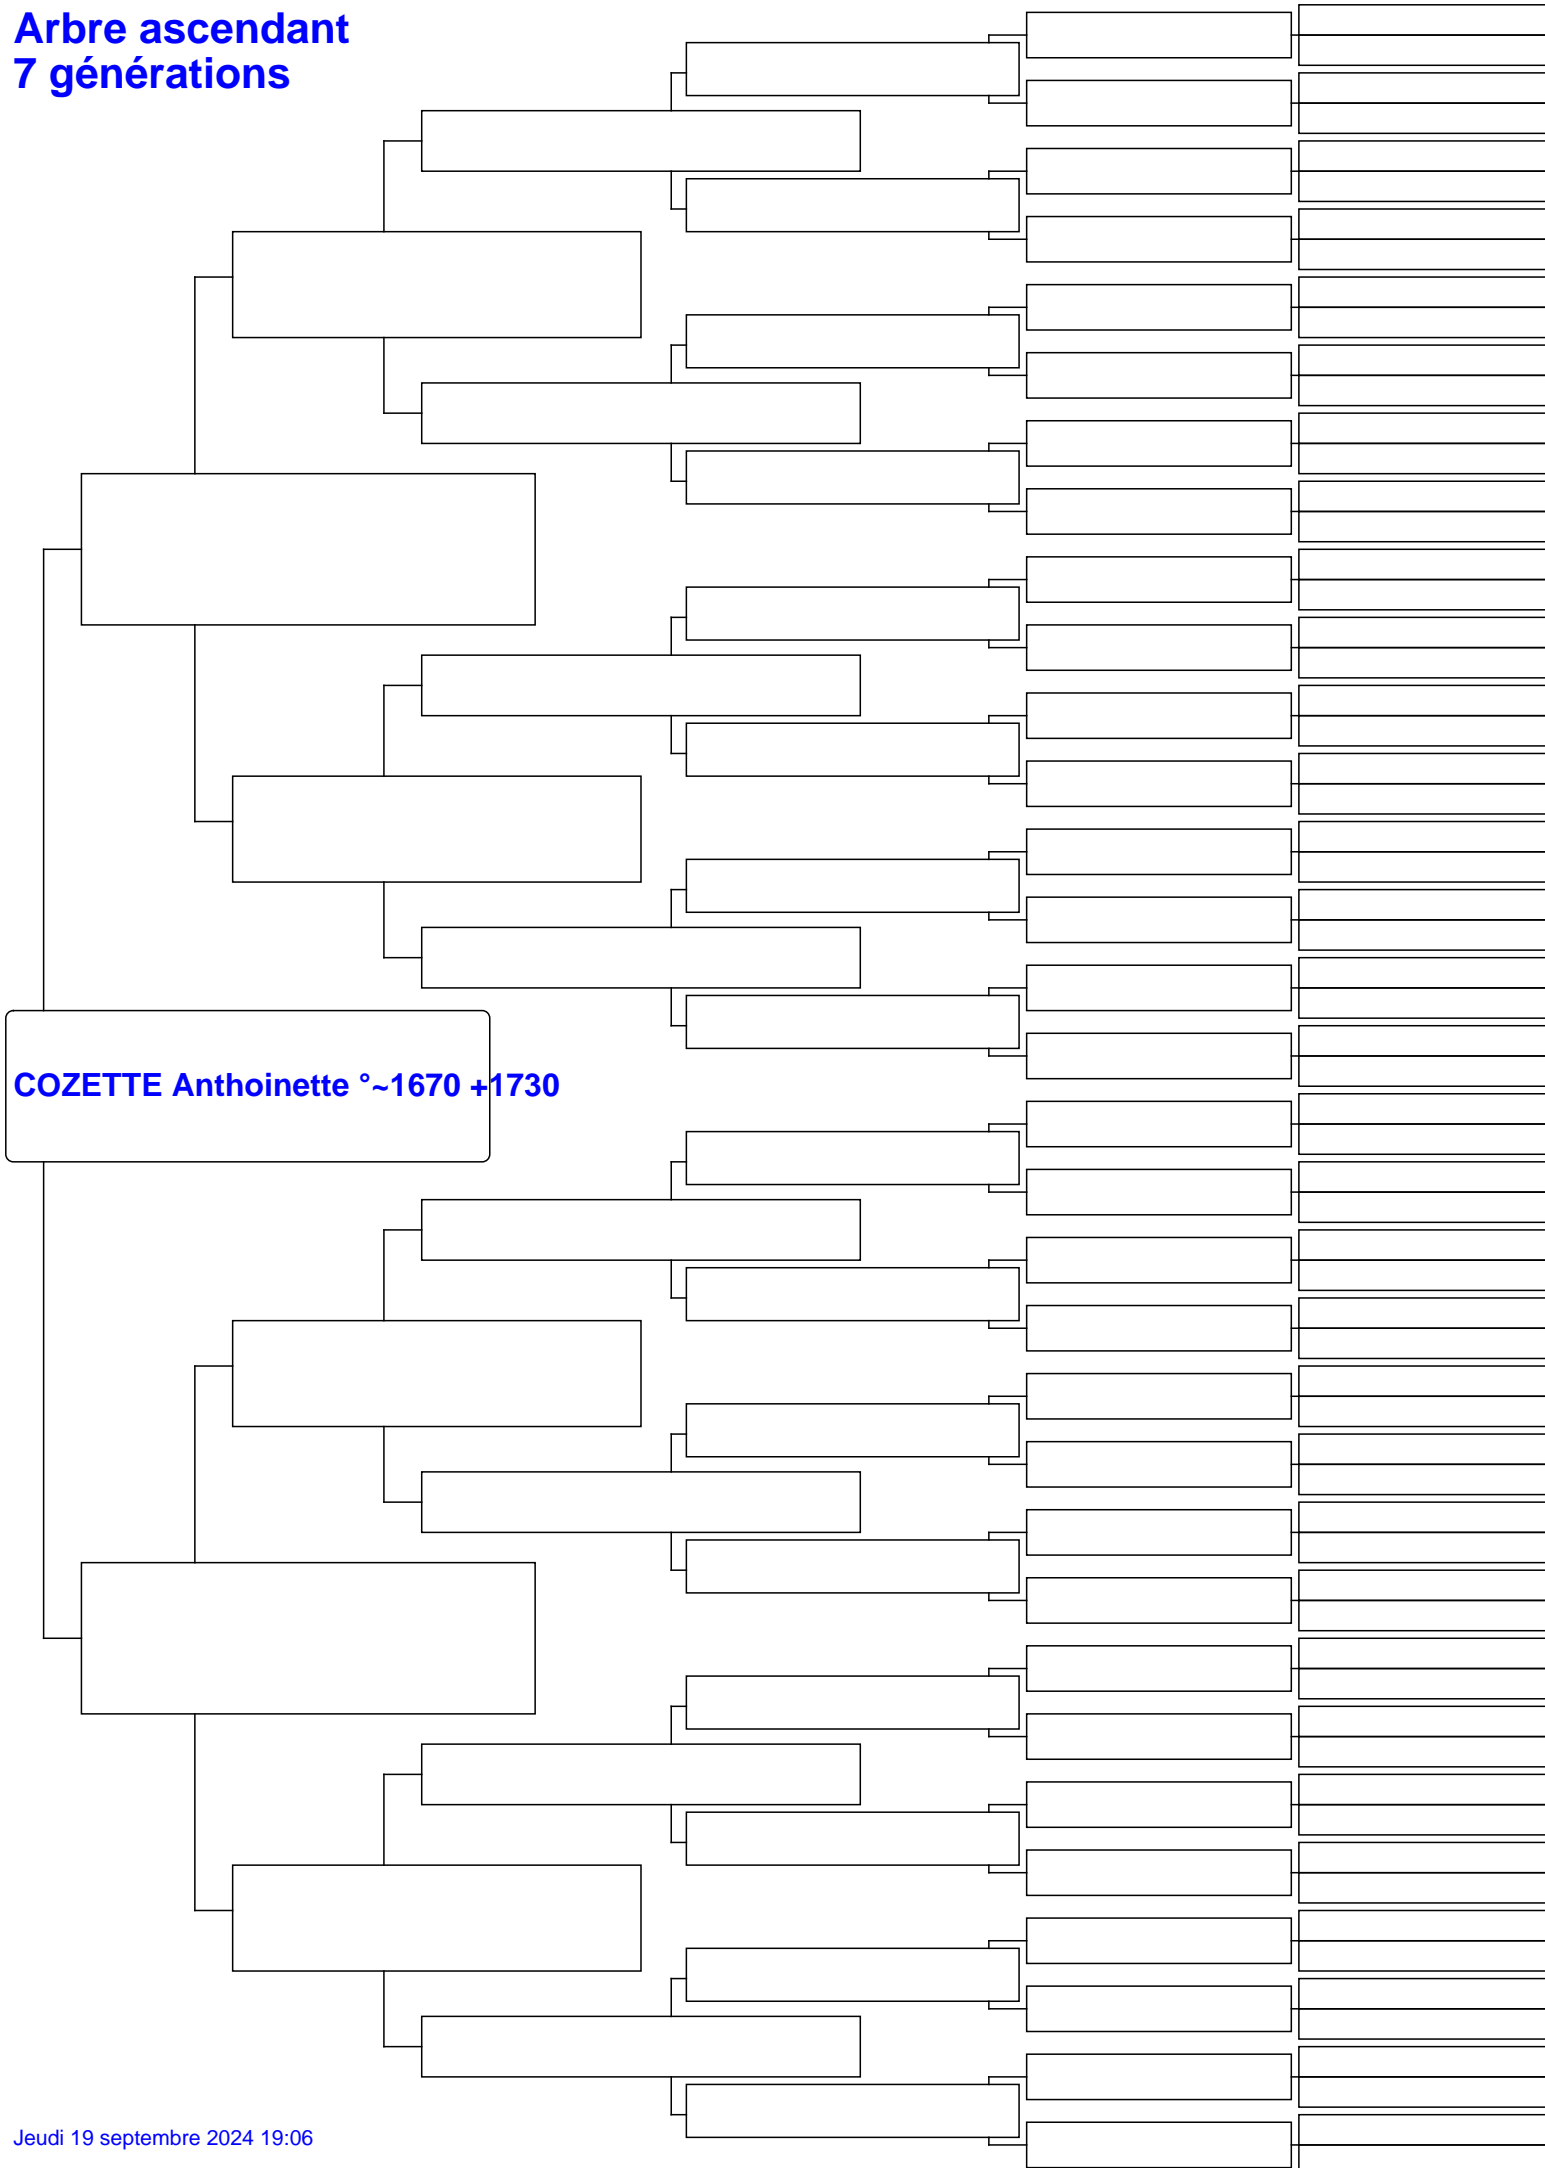 Arbre ascendant
7 générations
COZETTE Anthoinette °~1670 +1730
Jeudi 19 septembre 2024 19:06